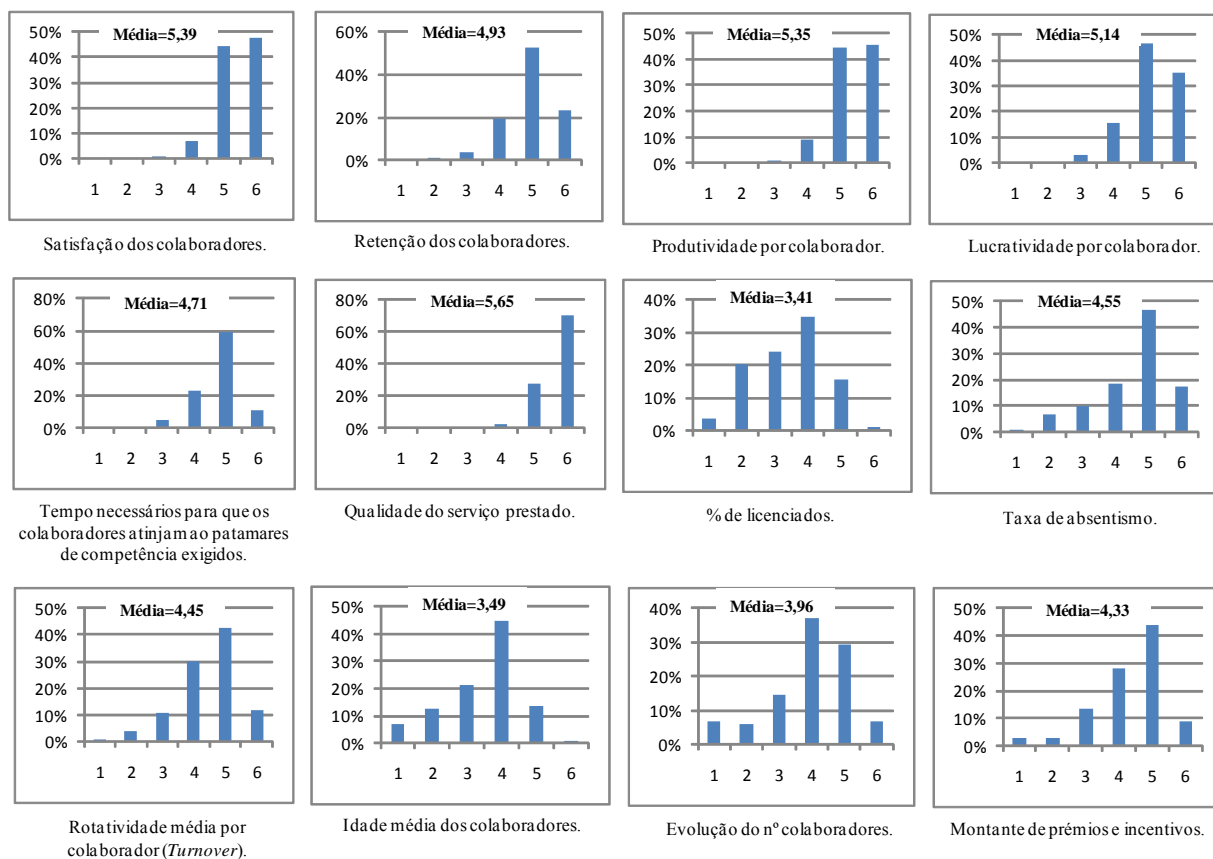 Média=5,39
50%
40%
30%
20%
10%
0%
1 2 3 4 5 6
Satisfação dos colaboradores.
Média=4,93
60%
40%
20%
0%
1 2 3 4 5 6
Retenção dos colaboradores.
Média=5,35
50%
40%
30%
20%
10%
0%
1 2 3 4 5 6
Produtividade por colaborador.
Média=5,14
50%
40%
30%
20%
10%
0%
1 2 3 4 5 6
Lucratividade por colaborador.
Média=4,71
80%
60%
40%
20%
0%
1 2 3 4 5 6
Tempo necessários para que os
colaboradores atinjam ao patamares
de competência exigidos.
Média=5,65
80%
60%
40%
20%
0%
1 2 3 4 5 6
Qualidade do serviço prestado.
Média=3,41
40%
30%
20%
10%
0%
1 2 3 4 5 6
% de licenciados.
Média=4,55
50%
40%
30%
20%
10%
0%
1 2 3 4 5 6
Taxa de absentismo.
Média=4,45
50%
40%
30%
20%
10%
0%
1 2 3 4 5 6
Rotatividade média por
colaborador (Turnover).
Média=3,49
50%
40%
30%
20%
10%
0%
1 2 3 4 5 6
Idade média dos colaboradores.
Média=3,96
40%
30%
20%
10%
0%
1 2 3 4 5 6
Evolução do nº colaboradores.
Média=4,33
50%
40%
30%
20%
10%
0%
1 2 3 4 5 6
Montante de prémios e incentivos.